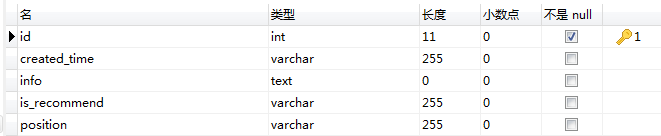 名 类型 长度 小数点 不是 null
id int 11 0 1
created_time varchar 255 0
info text 0 0
is_recommend varchar 255 0
position varchar 255 0